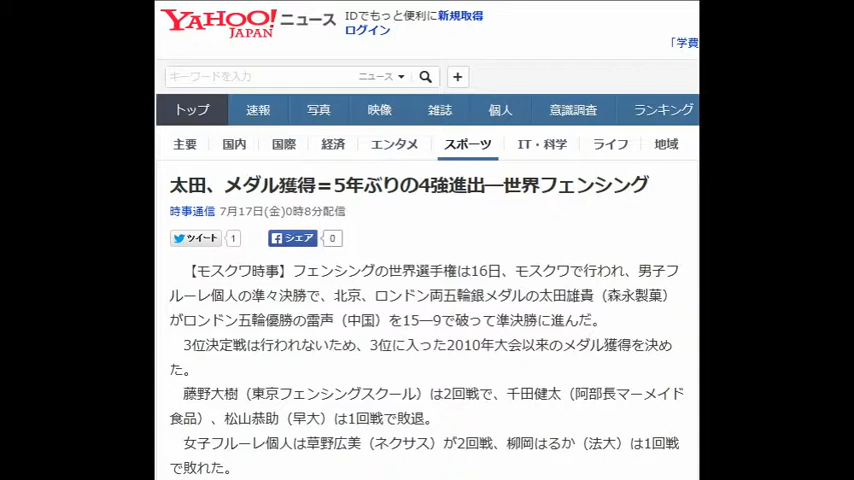 YAHOO! JAPAN ニュース
IDでもっと便利に新規取得
ログイン
「学費
キーワードを入力 ニュース
トップ 速報 写真 映像 雑誌 個人 意識調査 ランキング
主要 国内 国際 経済 エンタメ スポーツ IT・科学 ライフ 地域
太田、メダル獲得＝5年ぶりの4強進出―世界フェンシング
時事通信 7月17日(金)0時8分配信
ツイート 1 シェア 0
【モスクワ時事】フェンシングの世界選手権は16日、モスクワで行われ、男子フ
ルーレ個人の準々決勝で、北京、ロンドン両五輪銀メダルの太田雄貴（森永製菓）
がロンドン五輪優勝の雷声（中国）を15―9で破って準決勝に進んだ。
3位決定戦は行われないため、3位に入った2010年大会以来のメダル獲得を決め
た。
藤野大樹（東京フェンシングスクール）は2回戦で、千田健太（阿部長マーメイド
食品）、松山恭助（早大）は1回戦で敗退。
女子フルーレ個人は草野広美（ネクサス）が2回戦、柳岡はるか（法大）は1回戦
で敗れた。